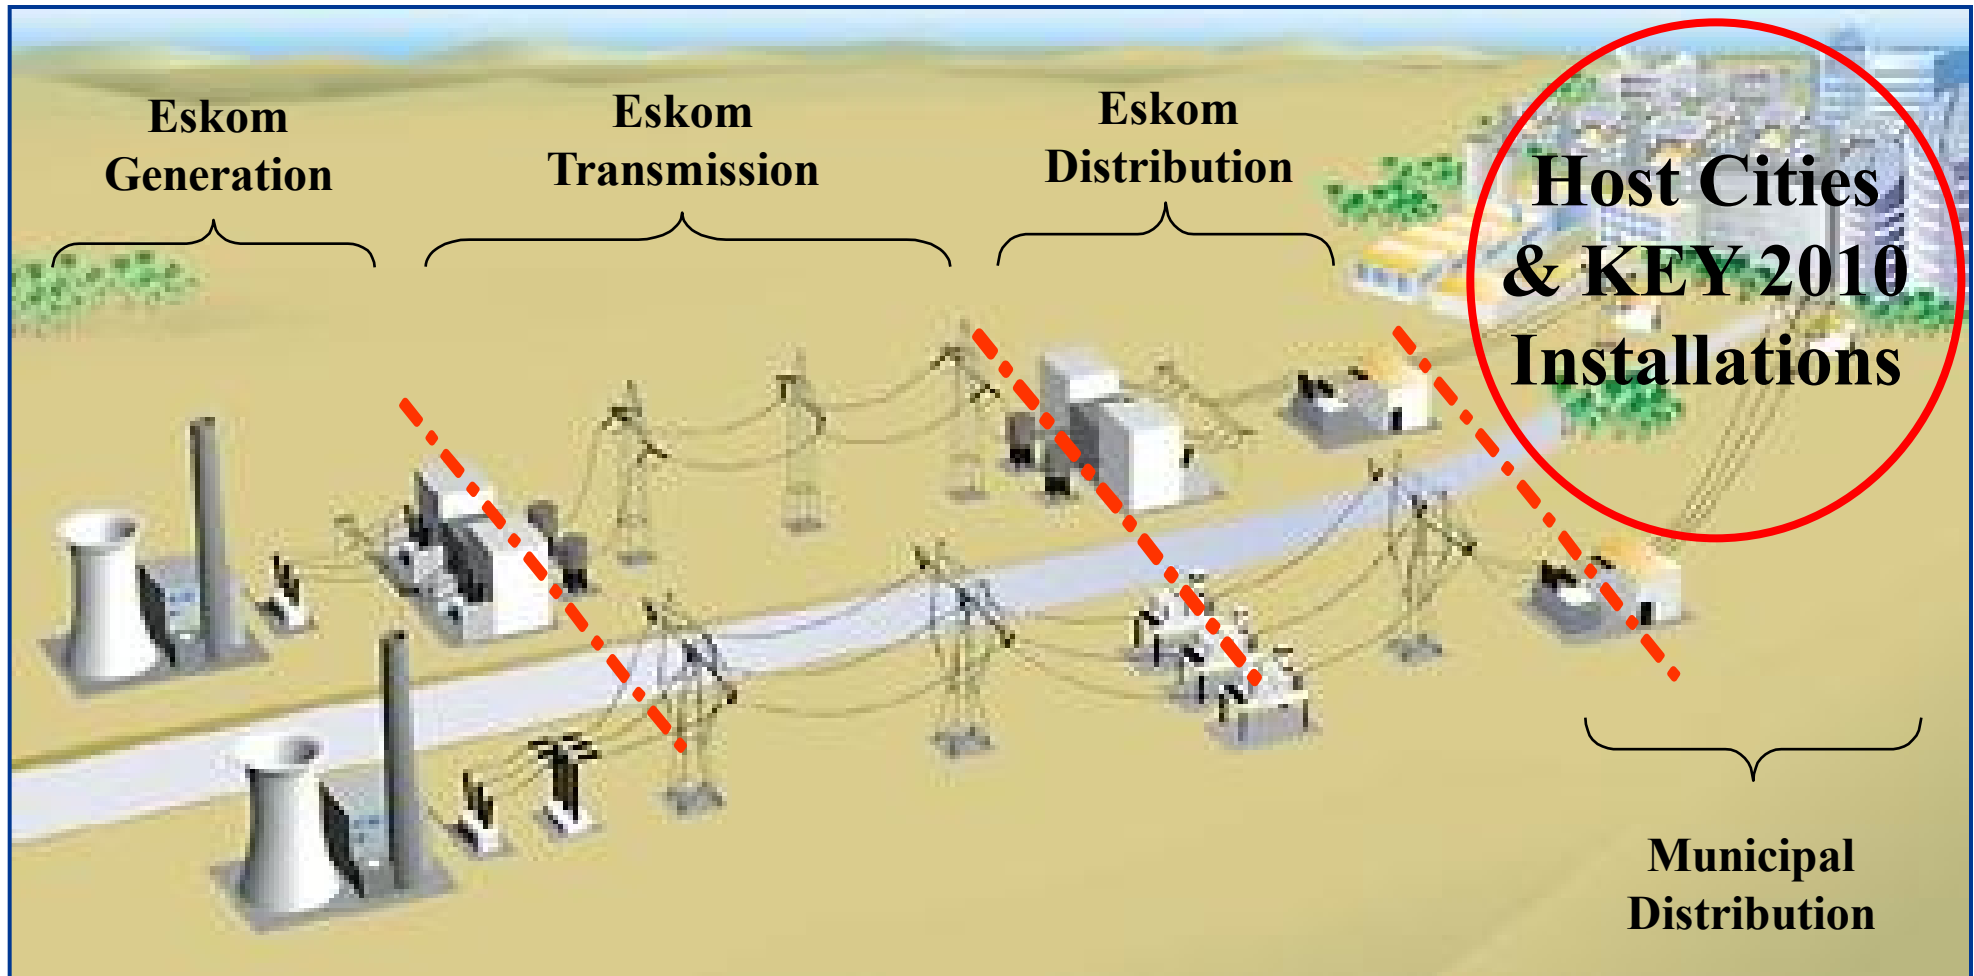 Eskom
Generation
Eskom
Transmission
Eskom
Distribution
Host Cities
& KEY 2010
Installations
Municipal
Distribution